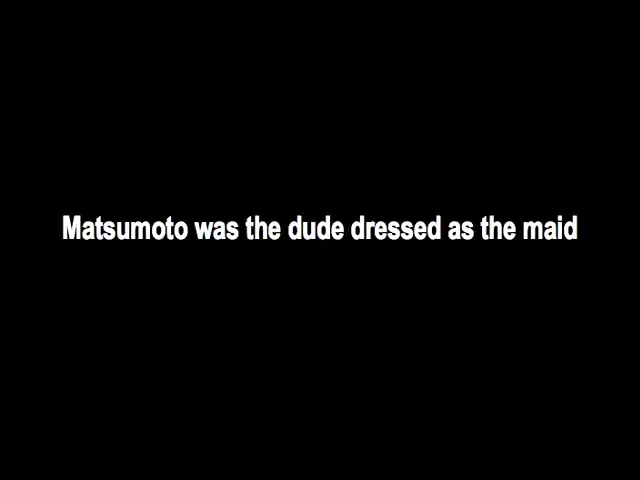 Matsumoto was the dude dressed as the maid